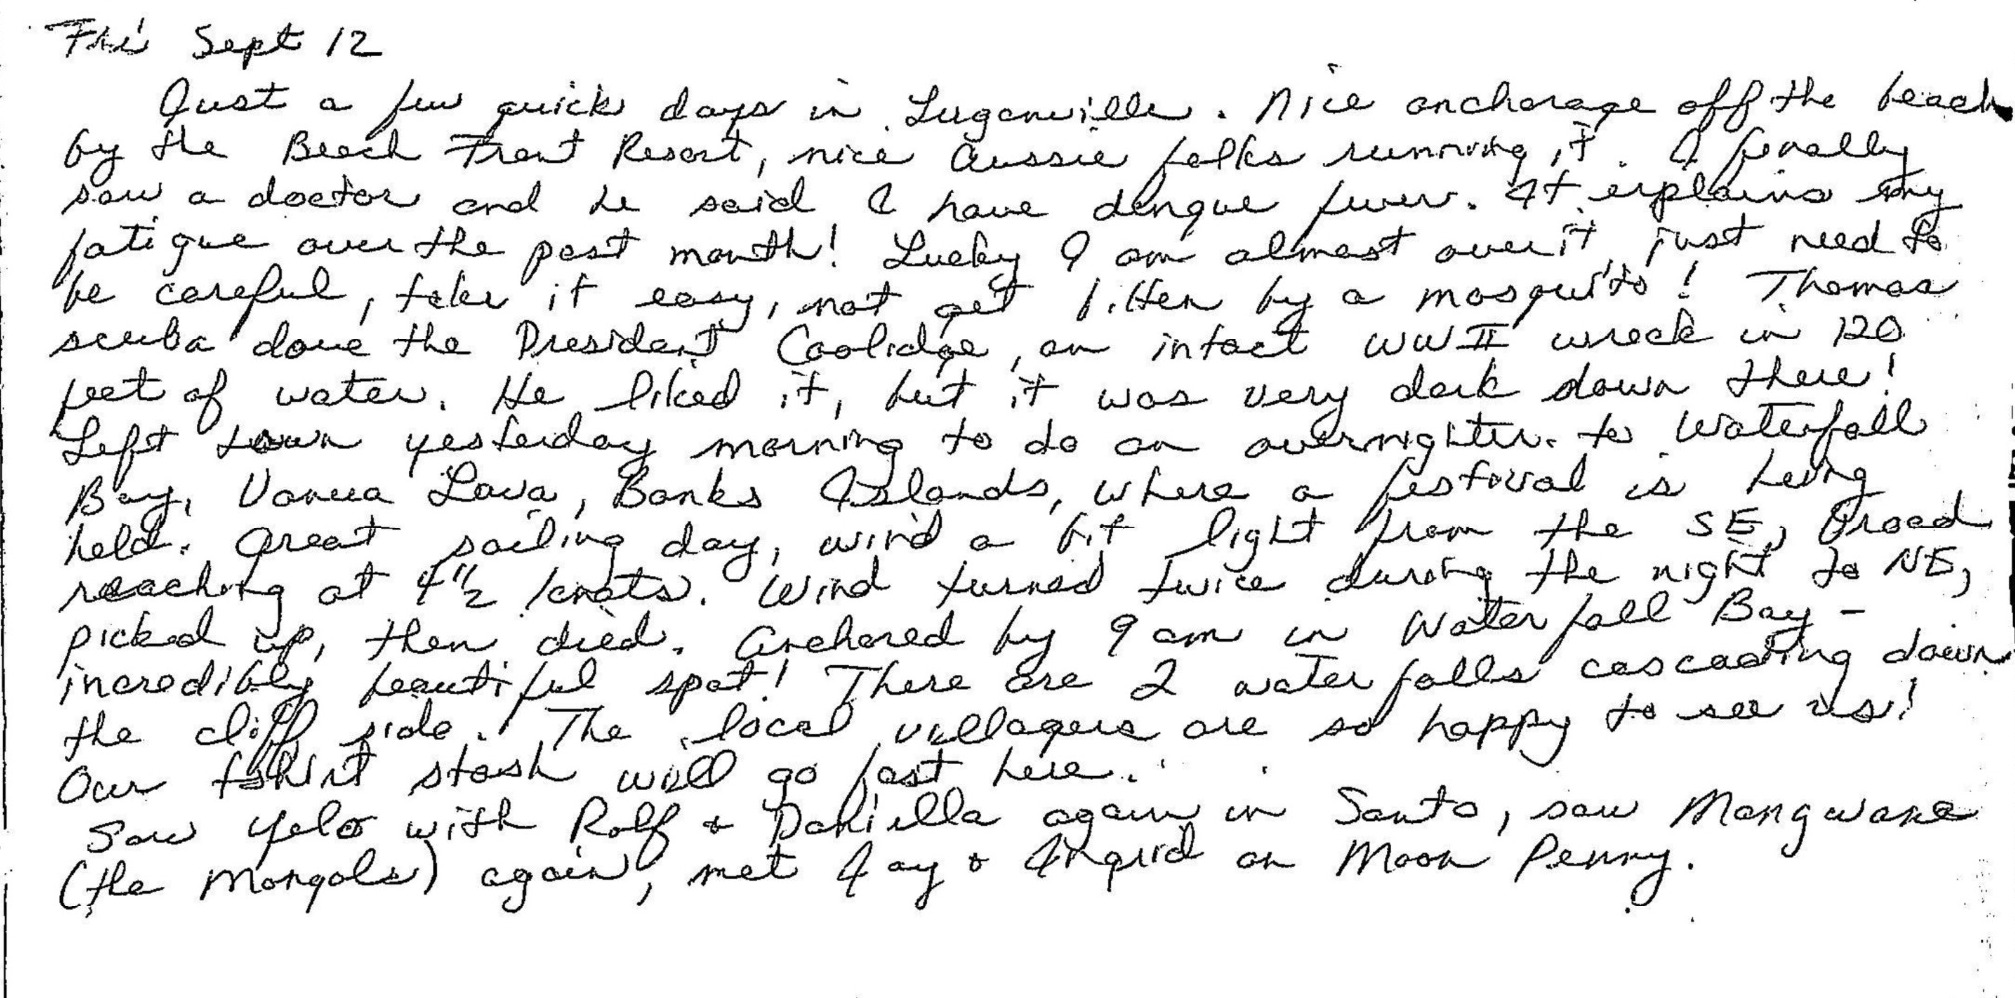 Fri Sept 12
Just a few quick days in Luganville. Nice anchorage off the beach
by the Beach Front Resort, nice Aussie folks running it. I finally
saw a doctor and he said I have dengue fever. It explains my
fatigue over the past month! Lucky I am almost over it, just need to
be careful, take it easy, not get bitten by a mosquito! Thomas
scuba dove the President Coolidge, an intact WWII wreck in 120
feet of water. He liked it, but it was very dark down there!
Left town yesterday morning to do an overnighter to Waterfall
Bay, Vanua Lava, Banks Islands, where a festival is being
held. Great sailing day, wind a bit light from the SE, broad
reaching at 4 1/2 knots. Wind turned twice during the night to NE,
picked up, then died. Anchored by 9 am in Waterfall Bay -
incredibly beautiful spot! There are 2 waterfalls cascading down
the cliff side. The local villagers are so happy to see us!
Our tshirt stash will go fast here.
Saw Yelo with Rolf + Daniella again in Santo, saw Mangwane
(the Mongols) again, met Jay + Ingrid on Moon Penny.